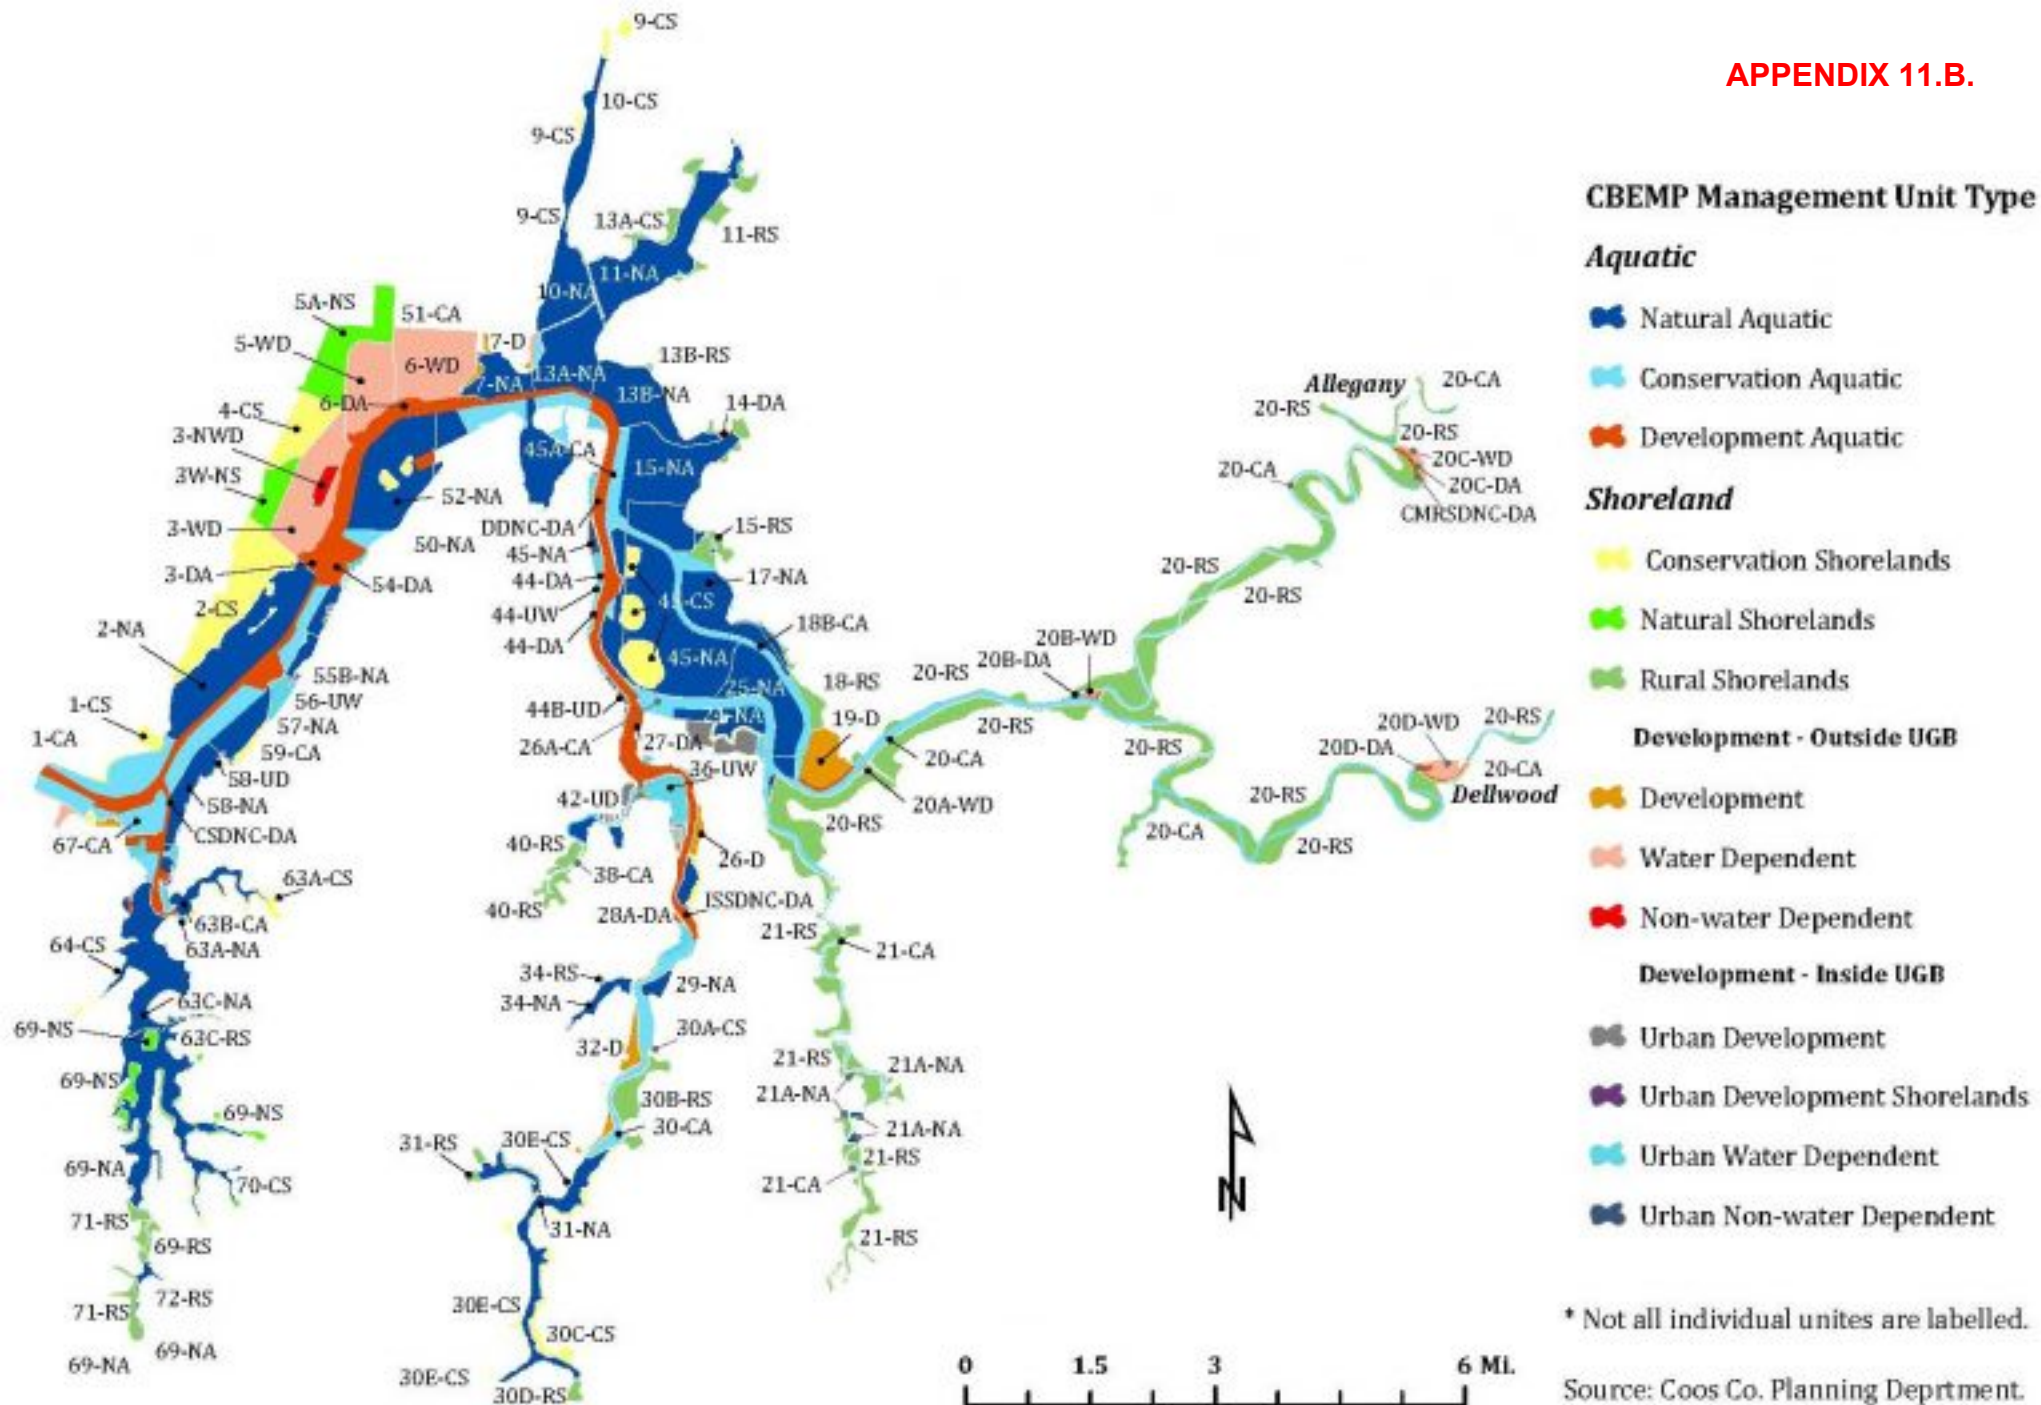 9-CS
APPENDIX 11.B.
10-CS
9-CS
9-CS
13A-CS
11-RS
11-NA
10-NA
5A-NS
51-CA
5-WD
7-D
6-WD
13B-RS
7-NA
13A-NA
13B-NA
6-DA
14-DA
4-CS
3-NWD
45A-CA
15-NA
3W-NS
52-NA
3-WD
DDNC-DA
15-RS
50-NA
45-NA
3-DA
54-DA
44-DA
17-NA
2-CS
44-UW
45-CS
2-NA
44-DA
18B-CA
45-NA
55B-NA
25-NA
18-RS
56-UW
1-CS
44B-UD
57-NA
19-D
1-CA
26A-CA
27-DA
59-CA
36-UW
58-UD
42-UD
58-NA
20A-WD
CSDNC-DA
67-CA
40-RS
26-D
20-RS
38-CA
63A-CS
40-RS
28A-DA
ISSDNC-DA
63B-CA
63A-NA
64-CS
21-RS
21-CA
34-RS
29-NA
34-NA
63C-NA
69-NS
63C-RS
30A-CS
32-D
21-RS
21A-NA
69-NS
21A-NA
30B-RS
69-NS
30-CA
21A-NA
31-RS
30E-CS
21-RS
69-NA
70-CS
21-CA
71-RS
31-NA
69-RS
21-RS
72-RS
71-RS
30E-CS
30C-CS
69-NA
69-NA
30E-CS
30D-RS
Allegany
20-CA
20-RS
20-RS
20C-WD
20-CA
20C-DA
CMRSDNC-DA
20-RS
20-RS
20B-WD
20B-DA
20-RS
20-RS
20-RS
20D-WD
20-RS
20D-DA
20-CA
20-CA
Dellwood
20-RS
20-CA
20-RS
CBEMP Management Unit Type
Aquatic
Natural Aquatic
Conservation Aquatic
Development Aquatic
Shoreland
Conservation Shorelands
Natural Shorelands
Rural Shorelands
Development - Outside UGB
Development
Water Dependent
Non-water Dependent
Development - Inside UGB
Urban Development
Urban Development Shorelands
Urban Water Dependent
Urban Non-water Dependent
N
0 1.5 3 6 Mi.
* Not all individual unites are labelled.
Source: Coos Co. Planning Deprtment.